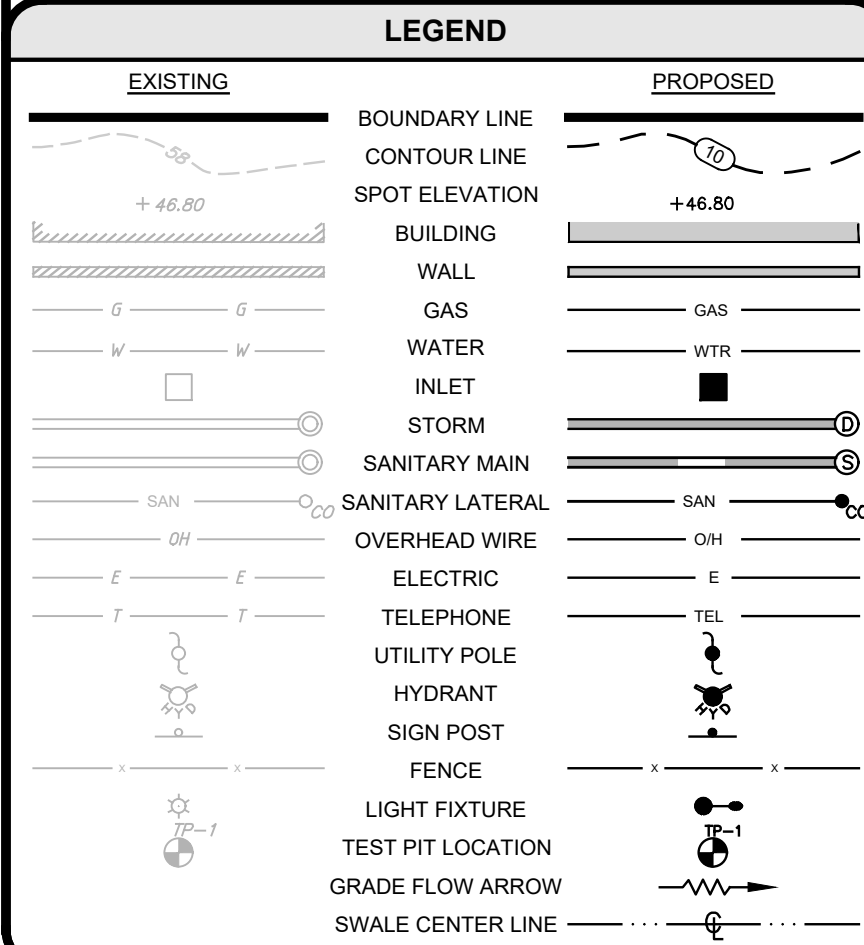 LEGEND
EXISTING PROPOSED
BOUNDARY LINE
58 CONTOUR LINE 10
SPOT ELEVATION
+ 46.80 +46.80
BUILDING
WALL
G G GAS GAS
W W WATER WTR
INLET
STORM D
SANITARY MAIN S
SAN CO SANITARY LATERAL SAN CO
OH OVERHEAD WIRE O/H
E E ELECTRIC E
T T TELEPHONE TEL
UTILITY POLE
HYDRANT
HYD HYD
SIGN POST
x x FENCE x x
LIGHT FIXTURE
TP-1 TP-1
TEST PIT LOCATION
GRADE FLOW ARROW
SWALE CENTER LINE ℄